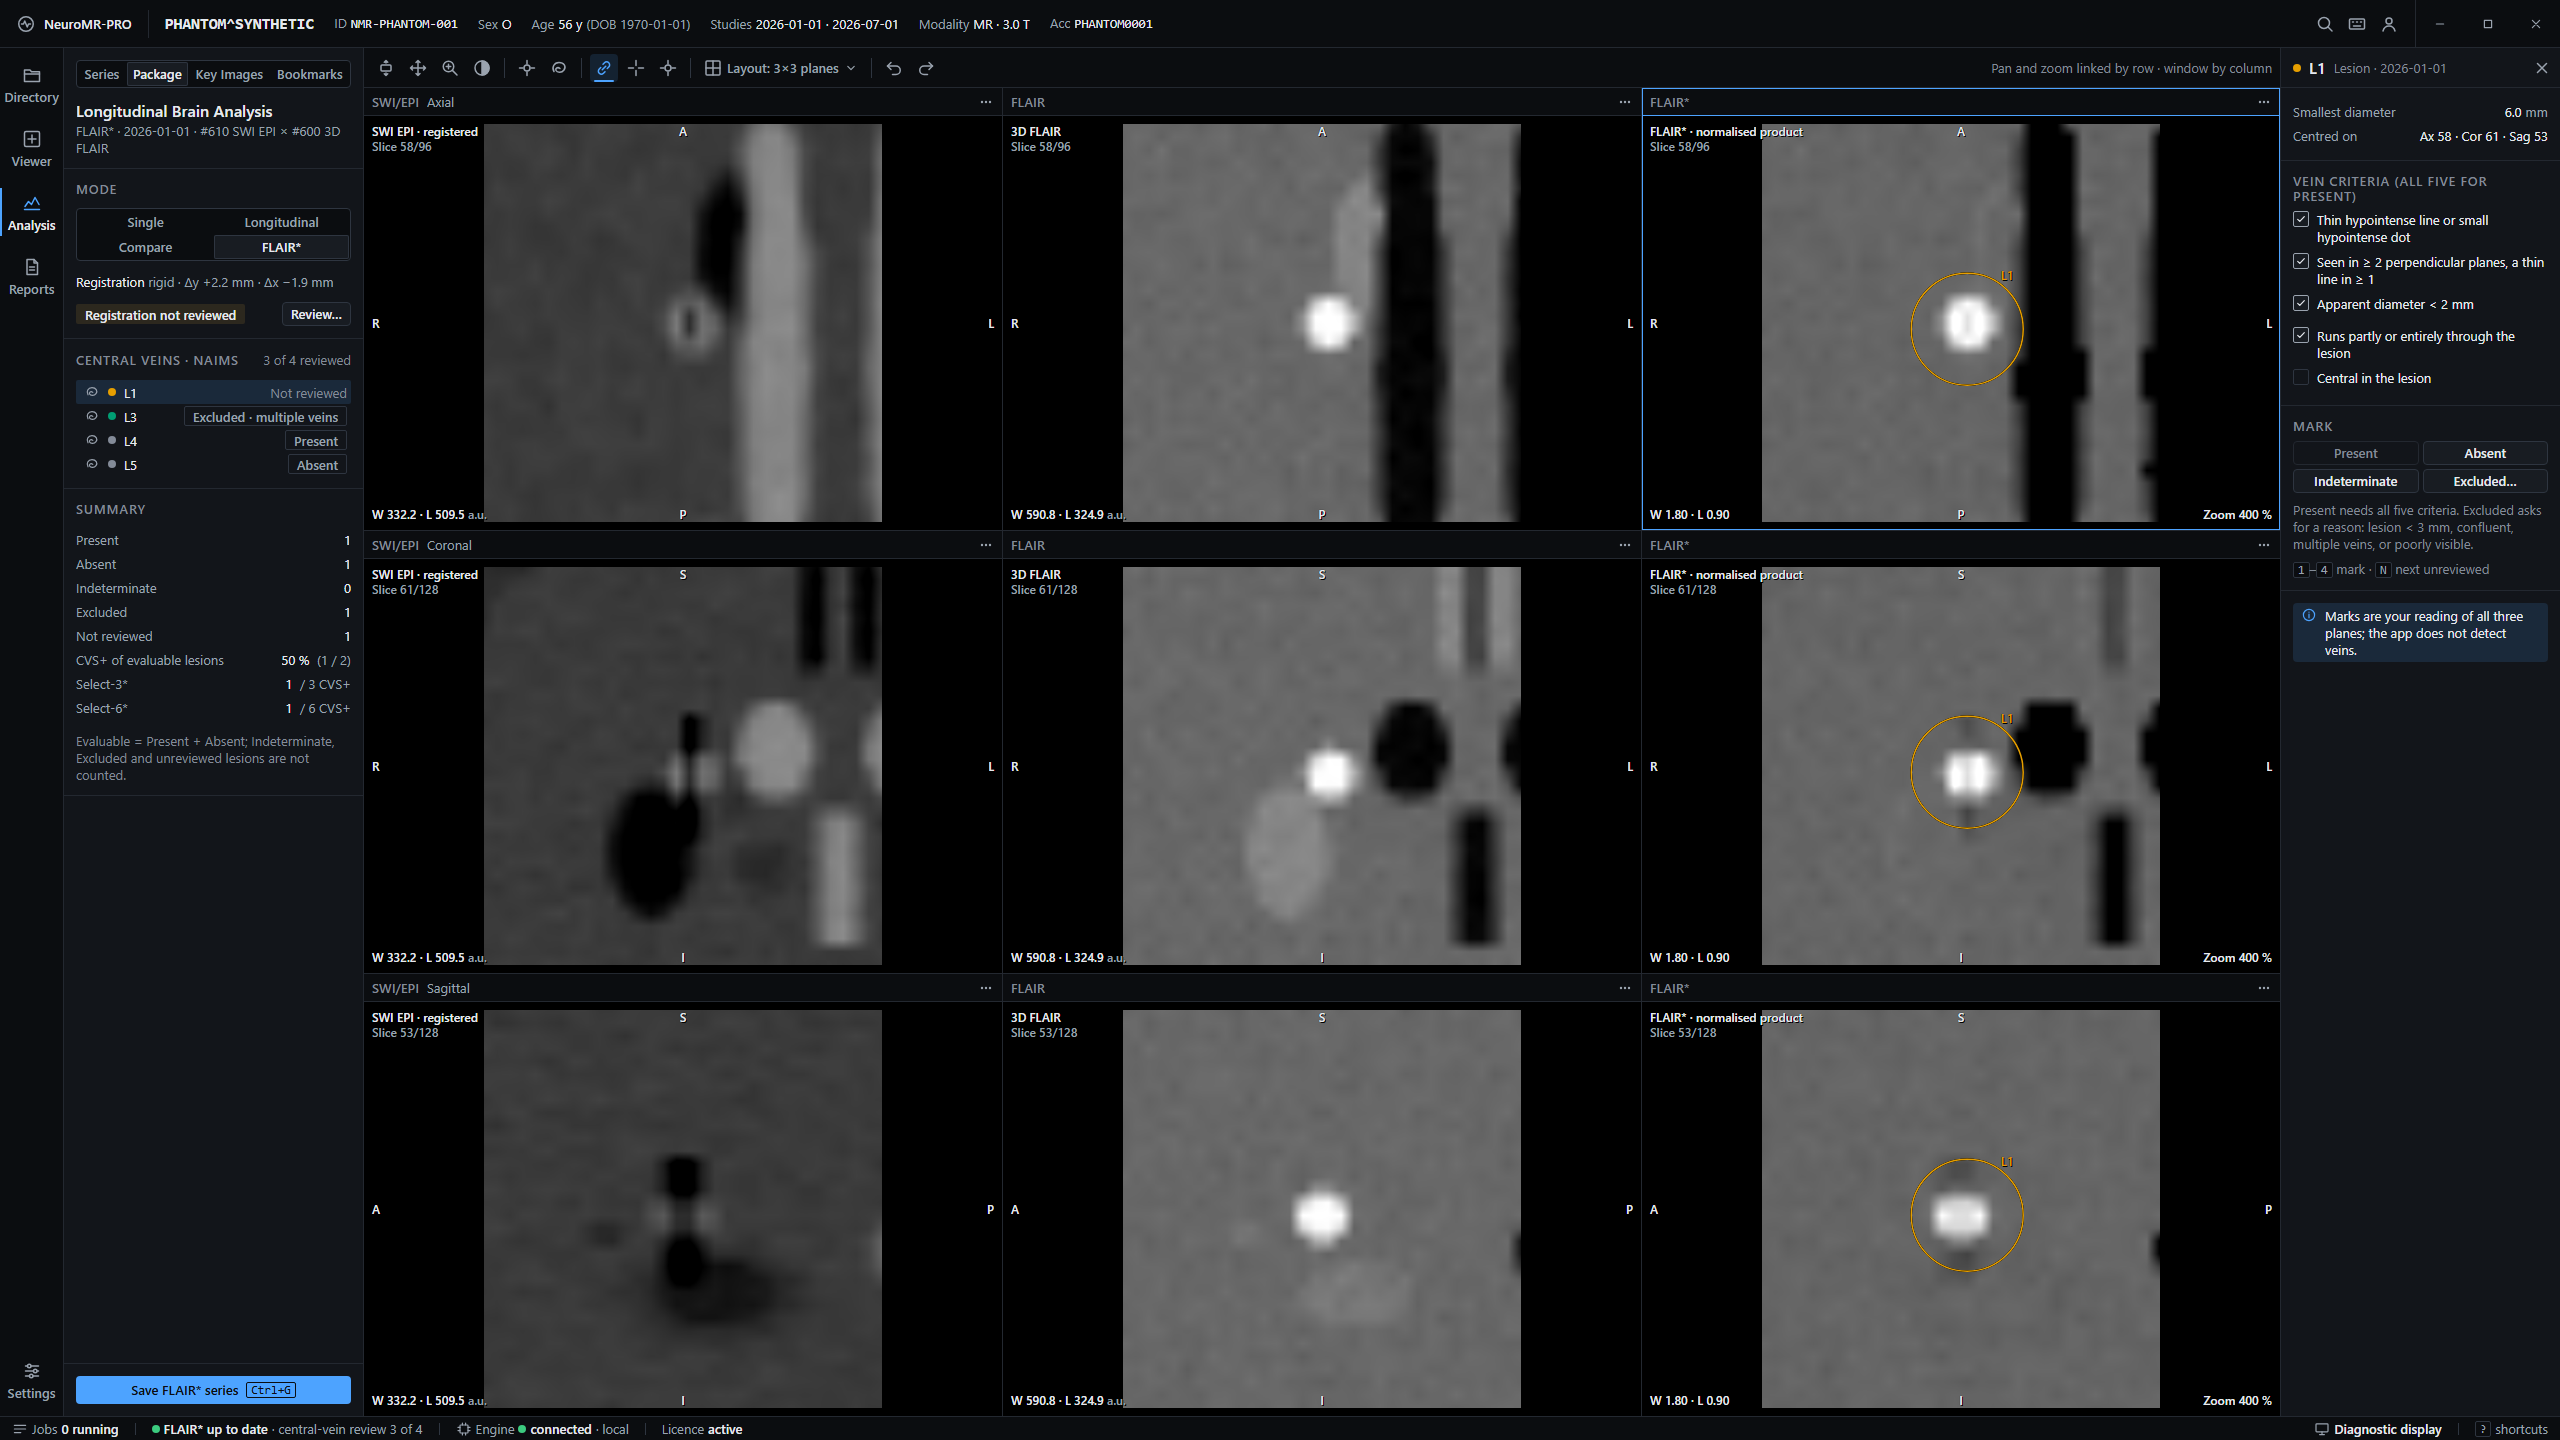 NeuroMR-PRO
PHANTOM^SYNTHETIC
ID NMR-PHANTOM-001
Sex O
Age 56 y (DOB 1970-01-01)
Studies 2026-01-01 · 2026-07-01
Modality MR · 3.0 T
Acc PHANTOM0001
Directory
Viewer
Analysis
Reports
Settings
Series
Package
Key Images
Bookmarks
Longitudinal Brain Analysis
FLAIR* · 2026-01-01 · #610 SWI EPI × #600 3D
FLAIR
MODE
Single
Longitudinal
Compare
FLAIR*
Registration rigid · Δy +2.2 mm · Δx −1.9 mm
Registration not reviewed
Review...
CENTRAL VEINS · NAIMS
3 of 4 reviewed
L1
Not reviewed
L3
Excluded · multiple veins
L4
Present
L5
Absent
SUMMARY
Present 1
Absent 1
Indeterminate 0
Excluded 1
Not reviewed 1
CVS+ of evaluable lesions 50 % (1 / 2)
Select-3* 1 / 3 CVS+
Select-6* 1 / 6 CVS+
Evaluable = Present + Absent; Indeterminate,
Excluded and unreviewed lesions are not
counted.
Save FLAIR* series Ctrl+G
Layout: 3×3 planes
Pan and zoom linked by row · window by column
SWI/EPI Axial
SWI EPI · registered
Slice 58/96
A
R
L
P
W 332.2 · L 509.5 a.u.
FLAIR
3D FLAIR
Slice 58/96
A
R
L
P
W 590.8 · L 324.9 a.u.
FLAIR*
FLAIR* · normalised product
Slice 58/96
A
L1
R
L
P
W 1.80 · L 0.90
Zoom 400 %
SWI/EPI Coronal
SWI EPI · registered
Slice 61/128
S
R
L
I
W 332.2 · L 509.5 a.u.
FLAIR
3D FLAIR
Slice 61/128
S
R
L
I
W 590.8 · L 324.9 a.u.
FLAIR*
FLAIR* · normalised product
Slice 61/128
S
L1
R
L
I
W 1.80 · L 0.90
Zoom 400 %
SWI/EPI Sagittal
SWI EPI · registered
Slice 53/128
S
A
P
I
W 332.2 · L 509.5 a.u.
FLAIR
3D FLAIR
Slice 53/128
S
A
P
I
W 590.8 · L 324.9 a.u.
FLAIR*
FLAIR* · normalised product
Slice 53/128
S
L1
A
P
I
W 1.80 · L 0.90
Zoom 400 %
L1 Lesion · 2026-01-01
Smallest diameter 6.0 mm
Centred on Ax 58 · Cor 61 · Sag 53
VEIN CRITERIA (ALL FIVE FOR
PRESENT)
Thin hypointense line or small
hypointense dot
Seen in ≥ 2 perpendicular planes, a thin
line in ≥ 1
Apparent diameter < 2 mm
Runs partly or entirely through the
lesion
Central in the lesion
MARK
Present
Absent
Indeterminate
Excluded...
Present needs all five criteria. Excluded asks
for a reason: lesion < 3 mm, confluent,
multiple veins, or poorly visible.
1–4 mark · N next unreviewed
Marks are your reading of all three
planes; the app does not detect
veins.
Jobs 0 running
FLAIR* up to date · central-vein review 3 of 4
Engine connected · local
Licence active
Diagnostic display
? shortcuts